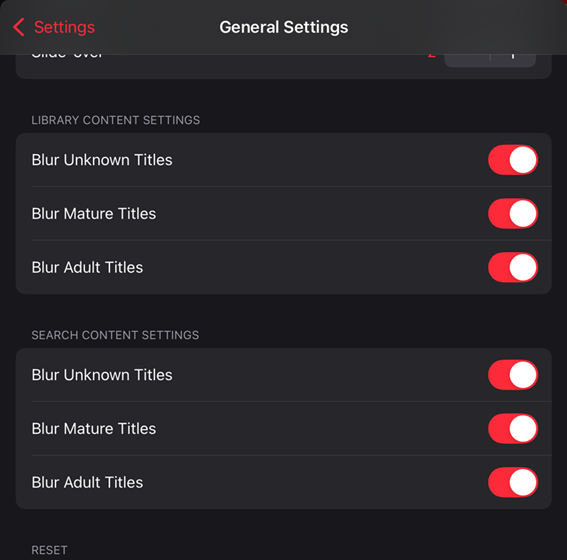 Settings
General Settings
Slide-over
2
LIBRARY CONTENT SETTINGS
Blur Unknown Titles
Blur Mature Titles
Blur Adult Titles
SEARCH CONTENT SETTINGS
Blur Unknown Titles
Blur Mature Titles
Blur Adult Titles
RESET